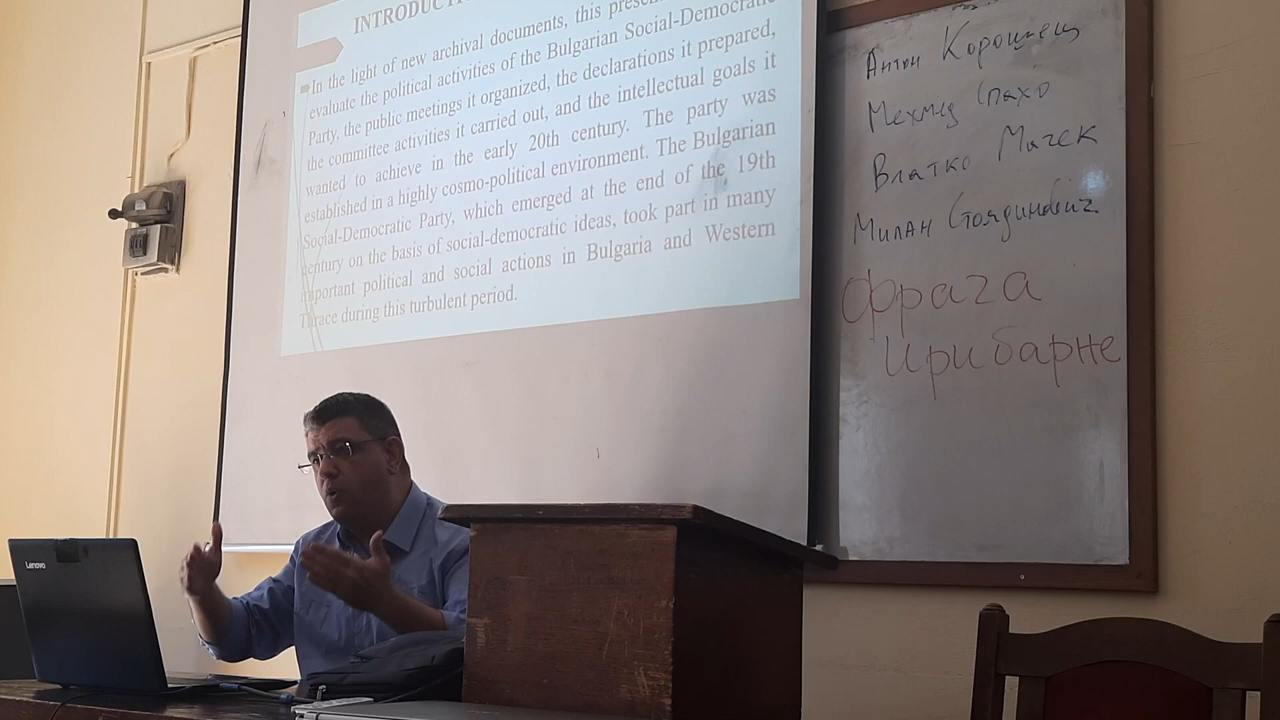 INTRODUCTI
In the light of new archival documents, this prese
evaluate the political activities of the Bulgarian Social-Democratic
Party, the public meetings it organized, the declarations it prepared,
the committee activities it carried out, and the intellectual goals it
wanted to achieve in the early 20th century. The party was
established in a highly cosmo-political environment. The Bulgarian
Social-Democratic Party, which emerged at the end of the 19th
century on the basis of social-democratic ideas, took part in many
important political and social actions in Bulgaria and Western
Thrace during this turbulent period.
Антон Корошец
Мехмед Спахо
Влатко Мачек
Милан Стоядинович
Фрага
Ирибарне
Lenovo